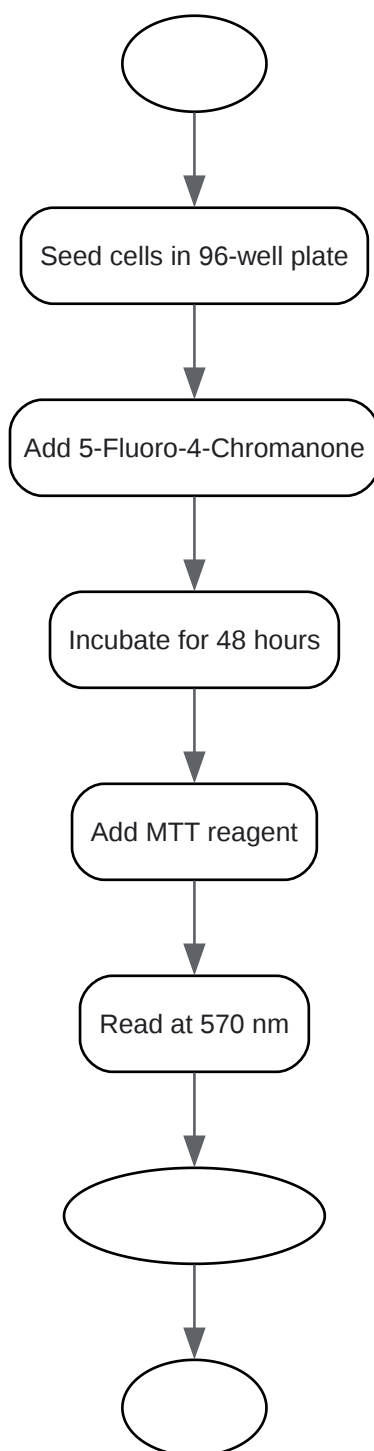 Seed cells in 96-well plate
Add 5-Fluoro-4-Chromanone
Incubate for 48 hours
Add MTT reagent
Read at 570 nm